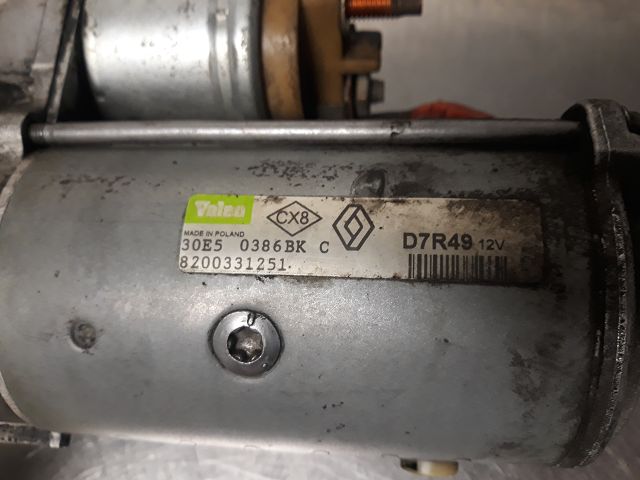 Valeo
CX8
MADE IN POLAND
30E5 0386BK C
D7R49 12V
8200331251